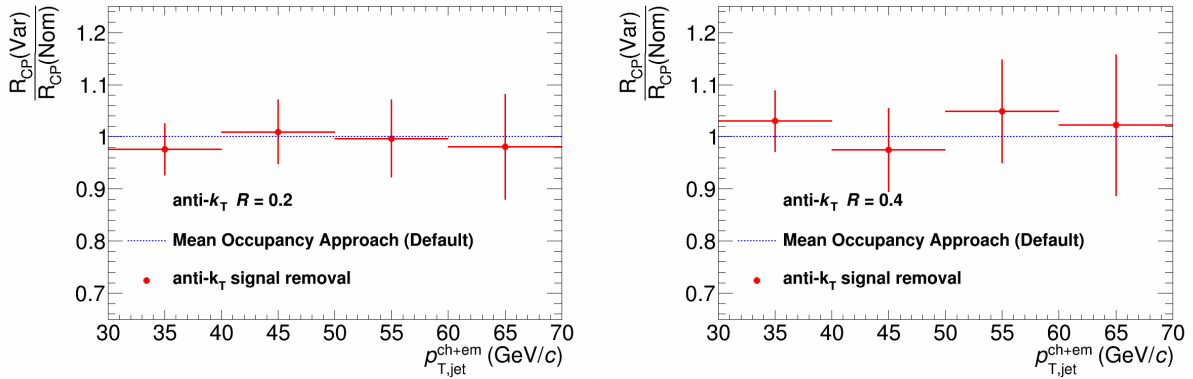 R_CP(Var)
R_CP(Nom)
1.2
1.1
1
0.9
0.8
0.7
anti-k_T R = 0.2
Mean Occupancy Approach (Default)
anti-k_T signal removal
30 35 40 45 50 55 60 65 70
p_T,jet^ch+em (GeV/c)
R_CP(Var)
R_CP(Nom)
1.2
1.1
1
0.9
0.8
0.7
anti-k_T R = 0.4
Mean Occupancy Approach (Default)
anti-k_T signal removal
30 35 40 45 50 55 60 65 70
p_T,jet^ch+em (GeV/c)